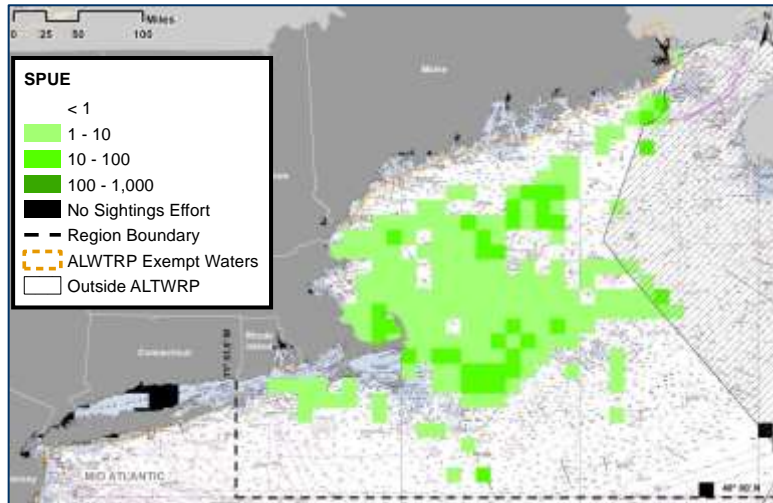 Miles
0 25 50 100
N
Maine
SPUE
< 1
1 - 10
10 - 100
100 - 1,000
No Sightings Effort
Region Boundary
ALWTRP Exempt Waters
Outside ALTWRP
Rhode
Island
Connecticut
MID ATLANTIC